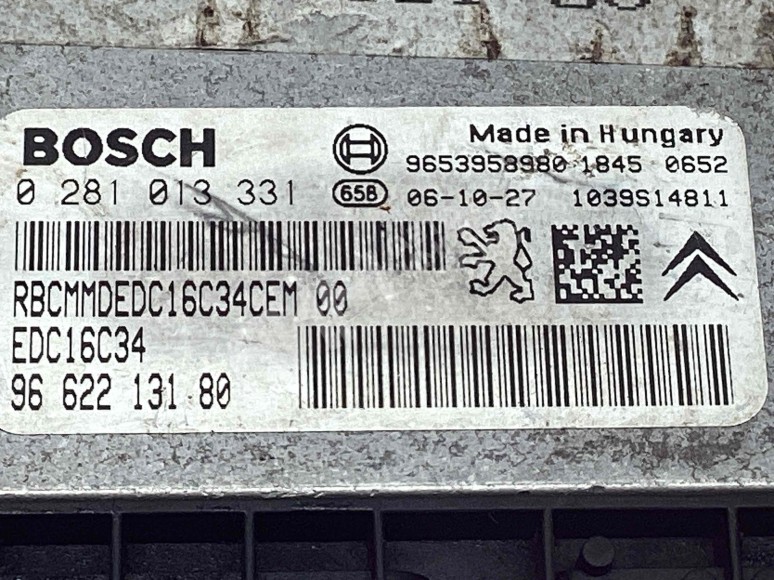 BOSCH
Made in Hungary
9653958980 1845 0652
0 281 013 331
658 06-10-27 1039S14811
RBCMMDEDC16C34CEM 00
EDC16C34
96 622 131 80